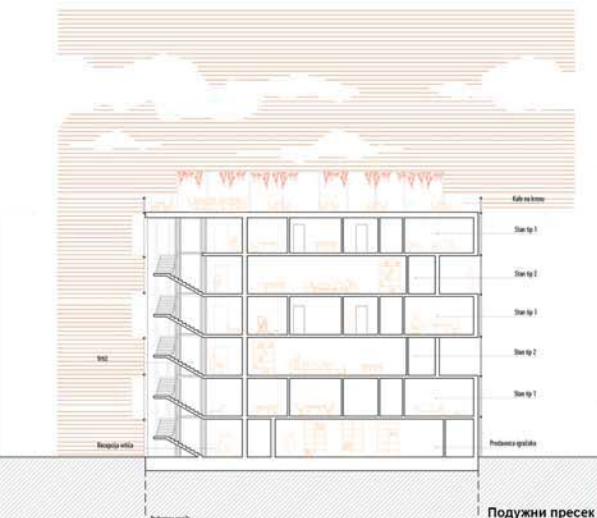 Kafe na krovu
Stan tip 1
Stan tip 2
Stan tip 1
Stan tip 2
Stan tip 1
Vrtić
Recepcija vrtića
Prodavnica igračaka
Подужни пресек